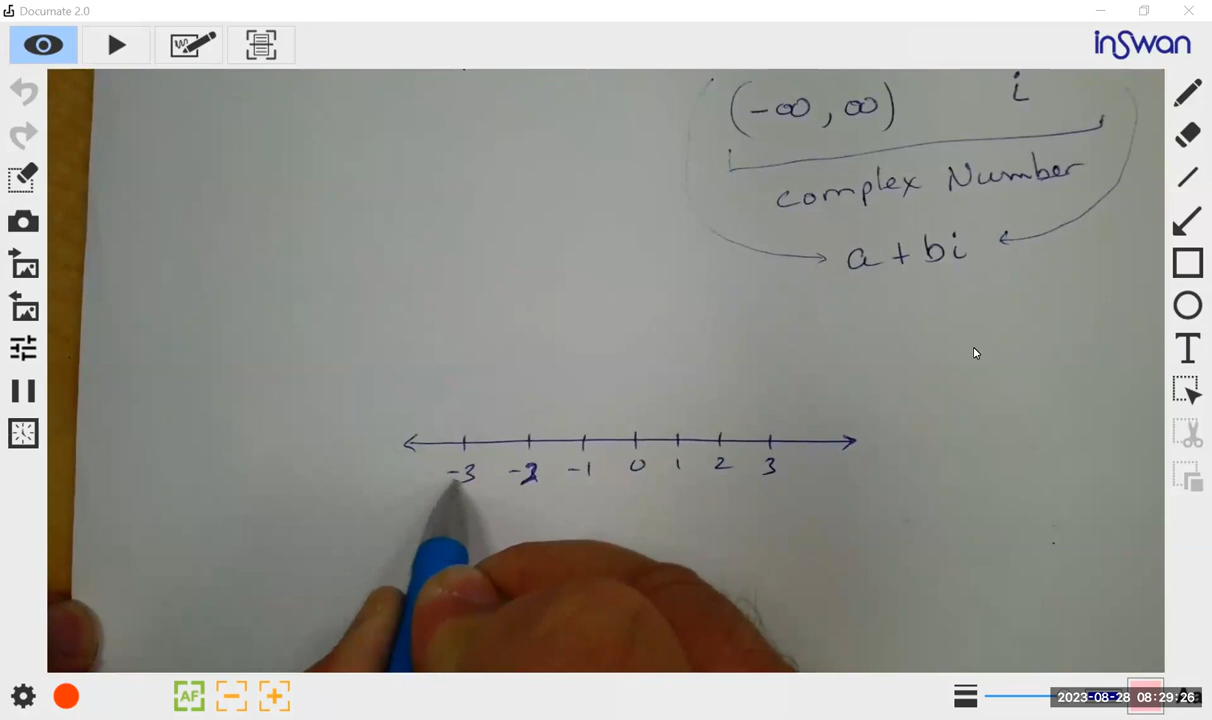 Documate 2.0
inSwan
(-∞, ∞) i
complex Number
a + bi
-3 -2 -1 0 1 2 3
AF
T
2023-08-28 08:29:26